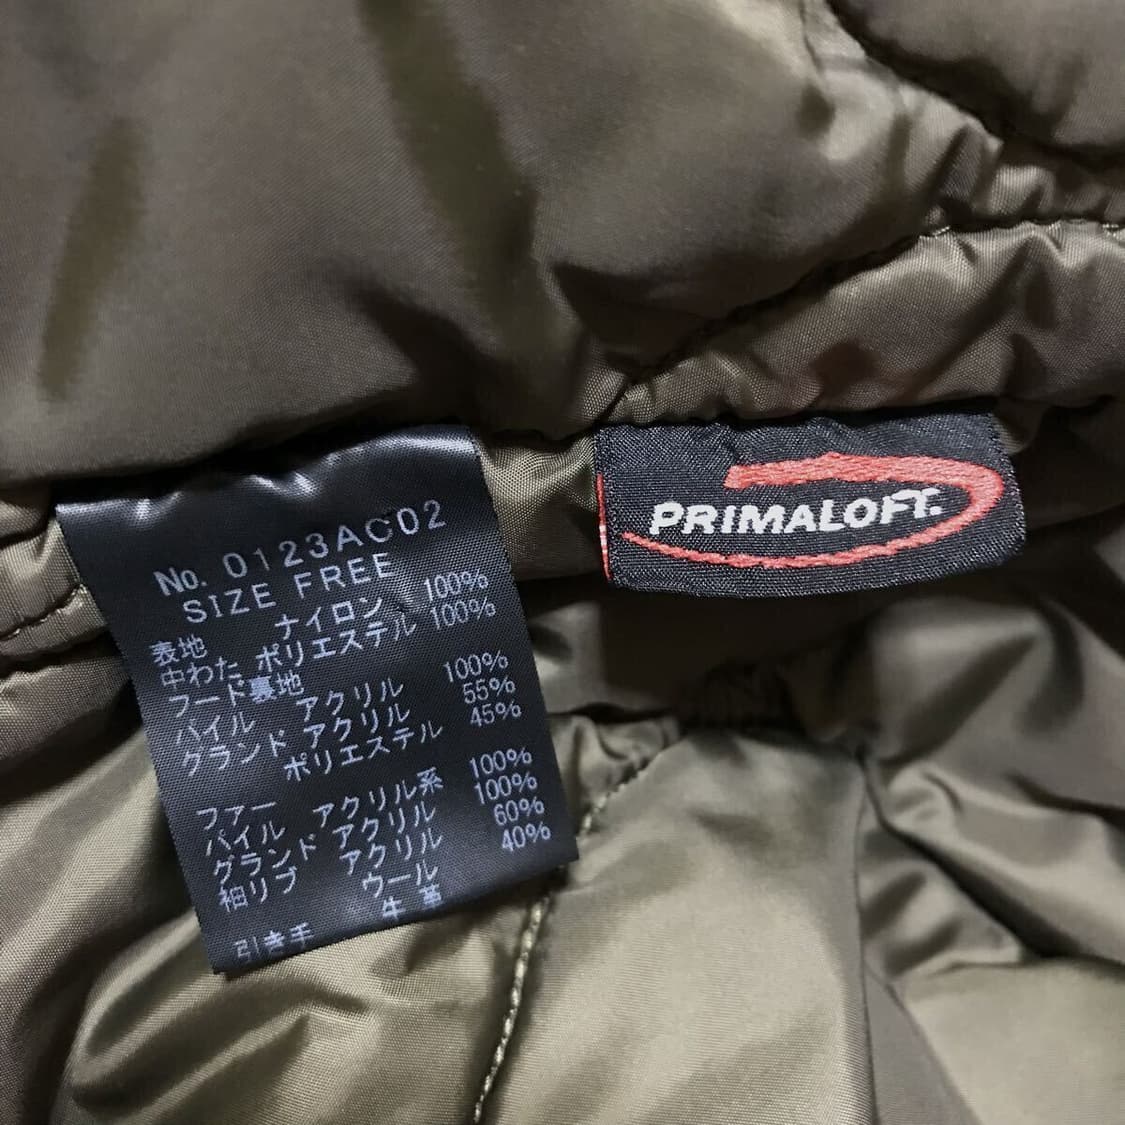 No. 0123AC02
SIZE FREE
表地 ナイロン 100%
中わた ポリエステル 100%
フード裏地
パイル アクリル 100%
グランド アクリル 55%
ポリエステル 45%
ファー
パイル アクリル系 100%
グランド アクリル 100%
袖リブ アクリル 60%
ウール 40%
引き手 牛革
PRIMALOFT.